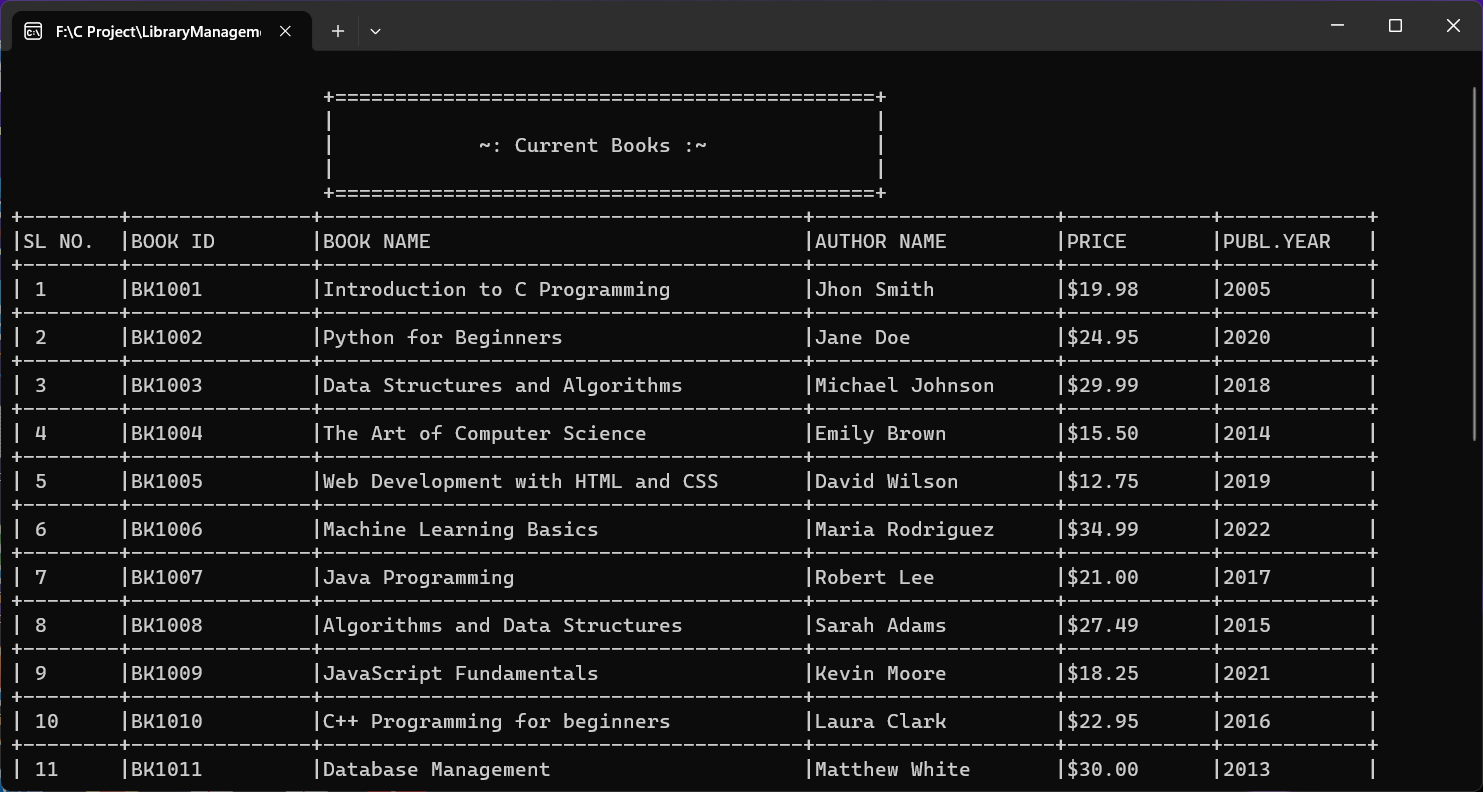 F:\C Project\LibraryManagem
+=============================================+
|                                             |
|            ~: Current Books :~              |
|                                             |
+=============================================+
+--------+---------------+----------------------------------------+--------------------+------------+------------+
|SL NO.  |BOOK ID        |BOOK NAME                               |AUTHOR NAME         |PRICE       |PUBL.YEAR   |
+--------+---------------+----------------------------------------+--------------------+------------+------------+
| 1      |BK1001         |Introduction to C Programming           |Jhon Smith          |$19.98      |2005        |
+--------+---------------+----------------------------------------+--------------------+------------+------------+
| 2      |BK1002         |Python for Beginners                    |Jane Doe            |$24.95      |2020        |
+--------+---------------+----------------------------------------+--------------------+------------+------------+
| 3      |BK1003         |Data Structures and Algorithms          |Michael Johnson     |$29.99      |2018        |
+--------+---------------+----------------------------------------+--------------------+------------+------------+
| 4      |BK1004         |The Art of Computer Science             |Emily Brown         |$15.50      |2014        |
+--------+---------------+----------------------------------------+--------------------+------------+------------+
| 5      |BK1005         |Web Development with HTML and CSS       |David Wilson        |$12.75      |2019        |
+--------+---------------+----------------------------------------+--------------------+------------+------------+
| 6      |BK1006         |Machine Learning Basics                 |Maria Rodriguez     |$34.99      |2022        |
+--------+---------------+----------------------------------------+--------------------+------------+------------+
| 7      |BK1007         |Java Programming                        |Robert Lee          |$21.00      |2017        |
+--------+---------------+----------------------------------------+--------------------+------------+------------+
| 8      |BK1008         |Algorithms and Data Structures          |Sarah Adams         |$27.49      |2015        |
+--------+---------------+----------------------------------------+--------------------+------------+------------+
| 9      |BK1009         |JavaScript Fundamentals                 |Kevin Moore         |$18.25      |2021        |
+--------+---------------+----------------------------------------+--------------------+------------+------------+
| 10     |BK1010         |C++ Programming for beginners           |Laura Clark         |$22.95      |2016        |
+--------+---------------+----------------------------------------+--------------------+------------+------------+
| 11     |BK1011         |Database Management                     |Matthew White       |$30.00      |2013        |